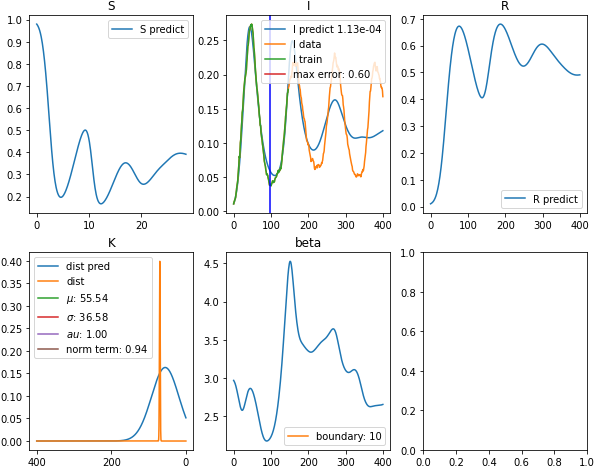 S
I
R
S predict
I predict 1.13e-04
I data
I train
max error: 0.60
R predict
1.0
0.9
0.8
0.7
0.6
0.5
0.4
0.3
0.2
0 10 20
0.25
0.20
0.15
0.10
0.05
0.00
0 100 200 300 400
0.7
0.6
0.5
0.4
0.3
0.2
0.1
0.0
0 100 200 300 400
K
beta
dist pred
dist
μ: 55.54
σ: 36.58
au: 1.00
norm term: 0.94
boundary: 10
0.40
0.35
0.30
0.25
0.20
0.15
0.10
0.05
0.00
400 200 0
4.5
4.0
3.5
3.0
2.5
0 100 200 300 400
1.0
0.8
0.6
0.4
0.2
0.0
0.0 0.2 0.4 0.6 0.8 1.0